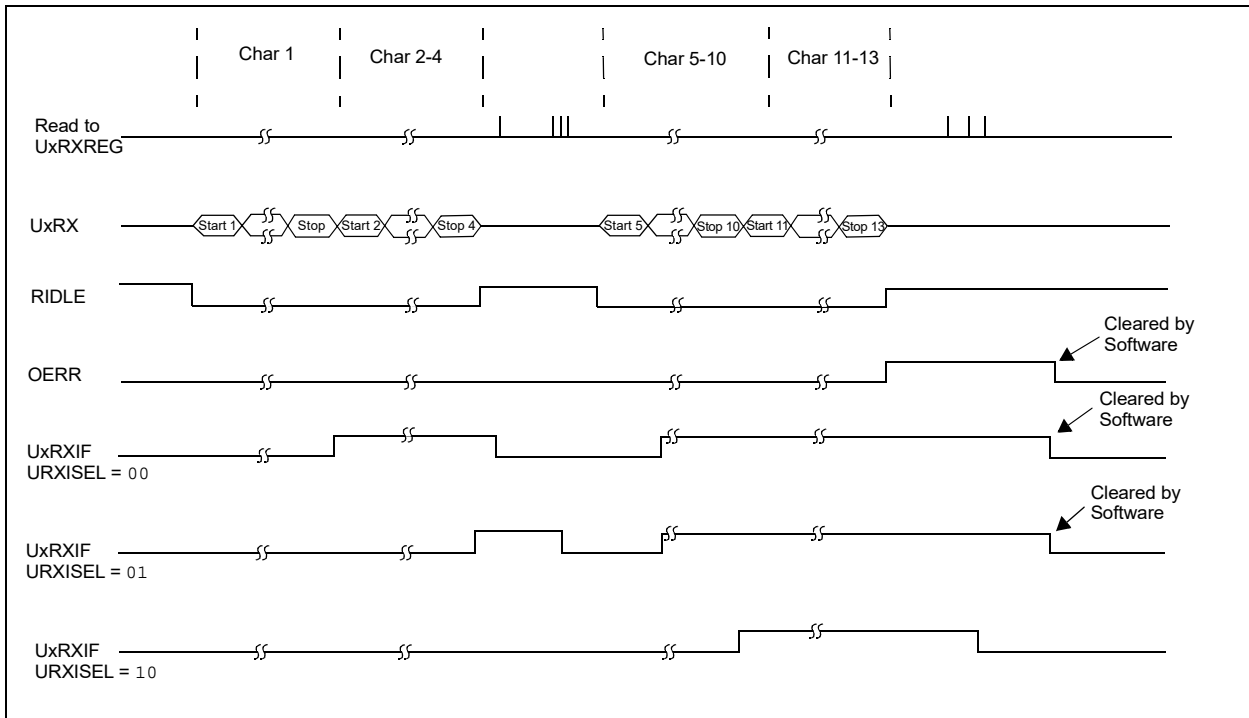 Char 1
Char 2-4
Char 5-10
Char 11-13
Read to
UxRXREG
UxRX
Start 1
Stop
Start 2
Stop 4
Start 5
Stop 10
Start 11
Stop 13
RIDLE
Cleared by
Software
OERR
Cleared by
Software
UxRXIF
URXISEL = 00
Cleared by
Software
UxRXIF
URXISEL = 01
UxRXIF
URXISEL = 10